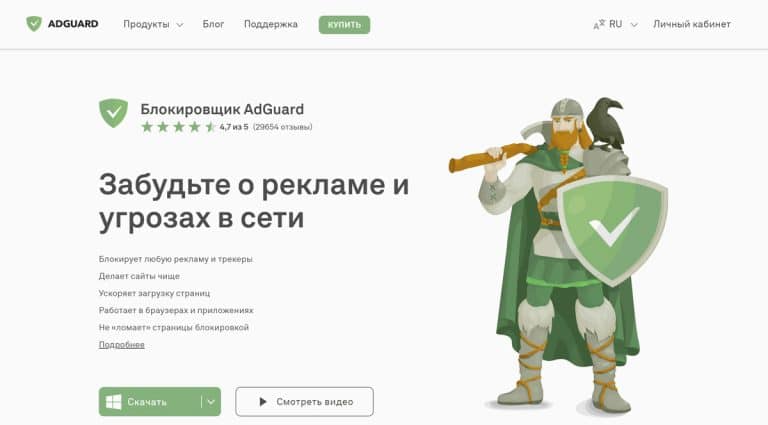 ADGUARD Продукты Блог Поддержка КУПИТЬ RU Личный кабинет
Блокировщик AdGuard
4,7 из 5 (29654 отзывы)
Забудьте о рекламе и
угрозах в сети
Блокирует любую рекламу и трекеры
Делает сайты чище
Ускоряет загрузку страниц
Работает в браузерах и приложениях
Не «ломает» страницы блокировкой
Подробнее
Скачать Смотреть видео